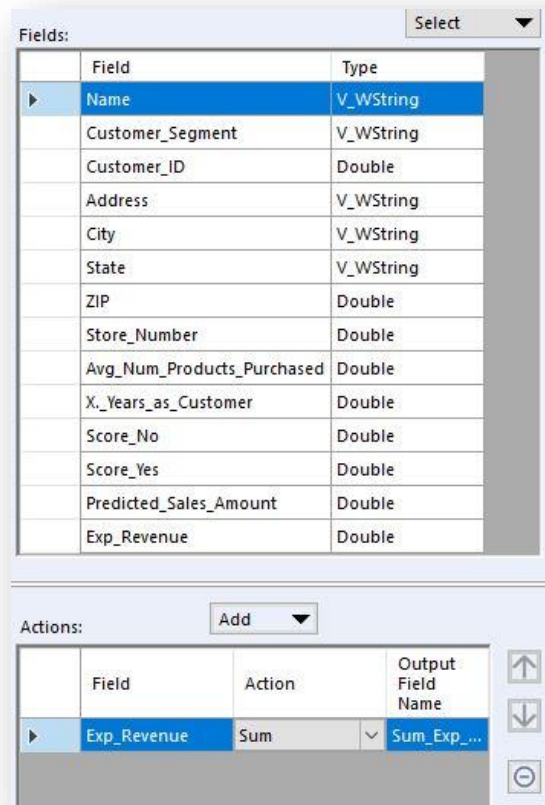 Select
Fields:
Field Type
Name V_WString
Customer_Segment V_WString
Customer_ID Double
Address V_WString
City V_WString
State V_WString
ZIP Double
Store_Number Double
Avg_Num_Products_Purchased Double
X._Years_as_Customer Double
Score_No Double
Score_Yes Double
Predicted_Sales_Amount Double
Exp_Revenue Double
Actions: Add
Field Action Output Field Name
Exp_Revenue Sum Sum_Exp_...